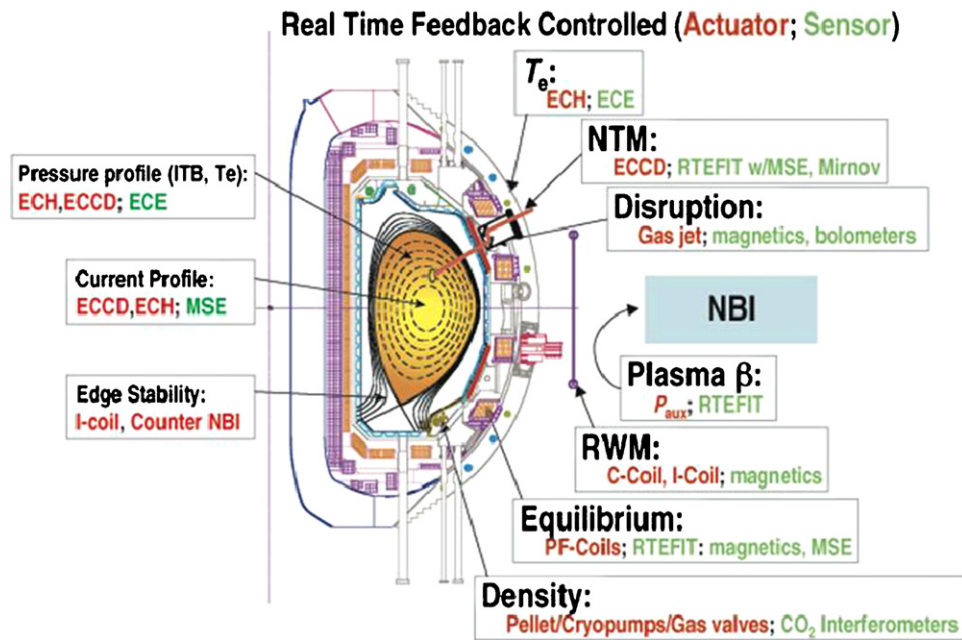 Real Time Feedback Controlled (Actuator; Sensor)
Te:
ECH; ECE
NTM:
ECCD; RTEFIT w/MSE, Mirnov
Disruption:
Gas jet; magnetics, bolometers
Pressure profile (ITB, Te):
ECH,ECCD; ECE
Current Profile:
ECCD,ECH; MSE
Edge Stability:
I-coil, Counter NBI
NBI
Plasma β:
Paux; RTEFIT
RWM:
C-Coil, I-Coil; magnetics
Equilibrium:
PF-Coils; RTEFIT: magnetics, MSE
Density:
Pellet/Cryopumps/Gas valves; CO2 Interferometers